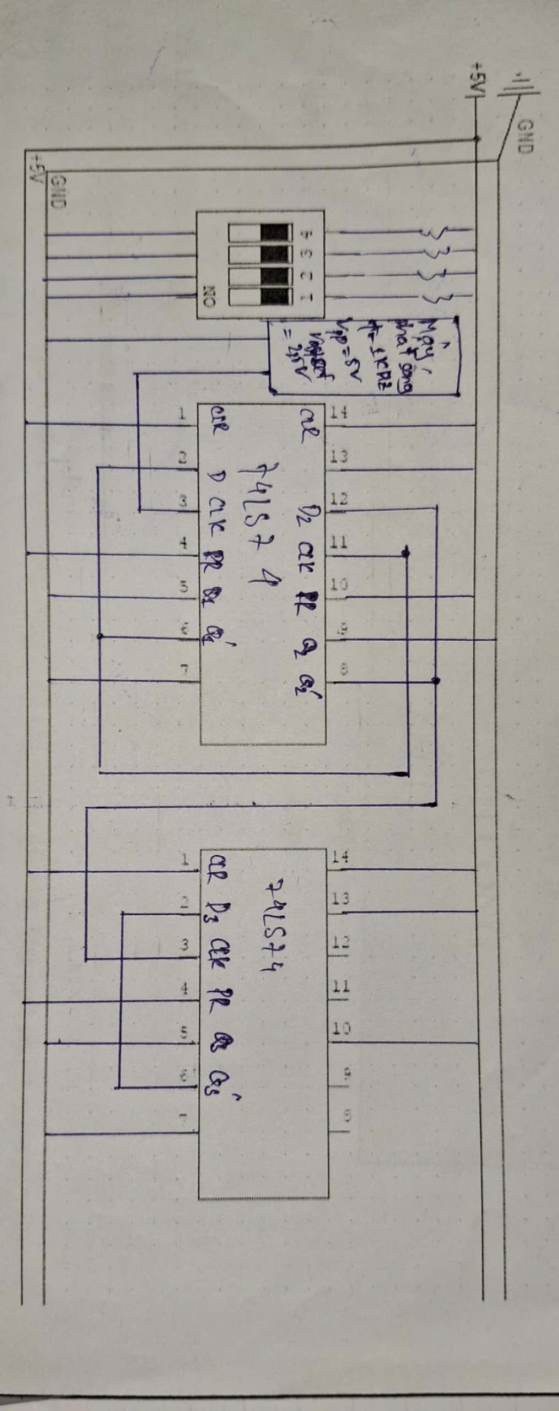 +5V
GND
+5V
GND
4
3
2
1
ON
Máy
phát sóng
f= 1KHZ
Vpp = 5V
Voffset
= 2,5V
1
2
3
4
5
6
7
14
13
12
11
10
9
8
CLR
D
CLK
PR
Q1
Q1'
74LS74
CLR
D2
CLK
PR
Q2
Q2'
1
2
3
4
5
6
7
14
13
12
11
10
9
8
CLR
D3
CLK
PR
Q3
Q3'
74LS74